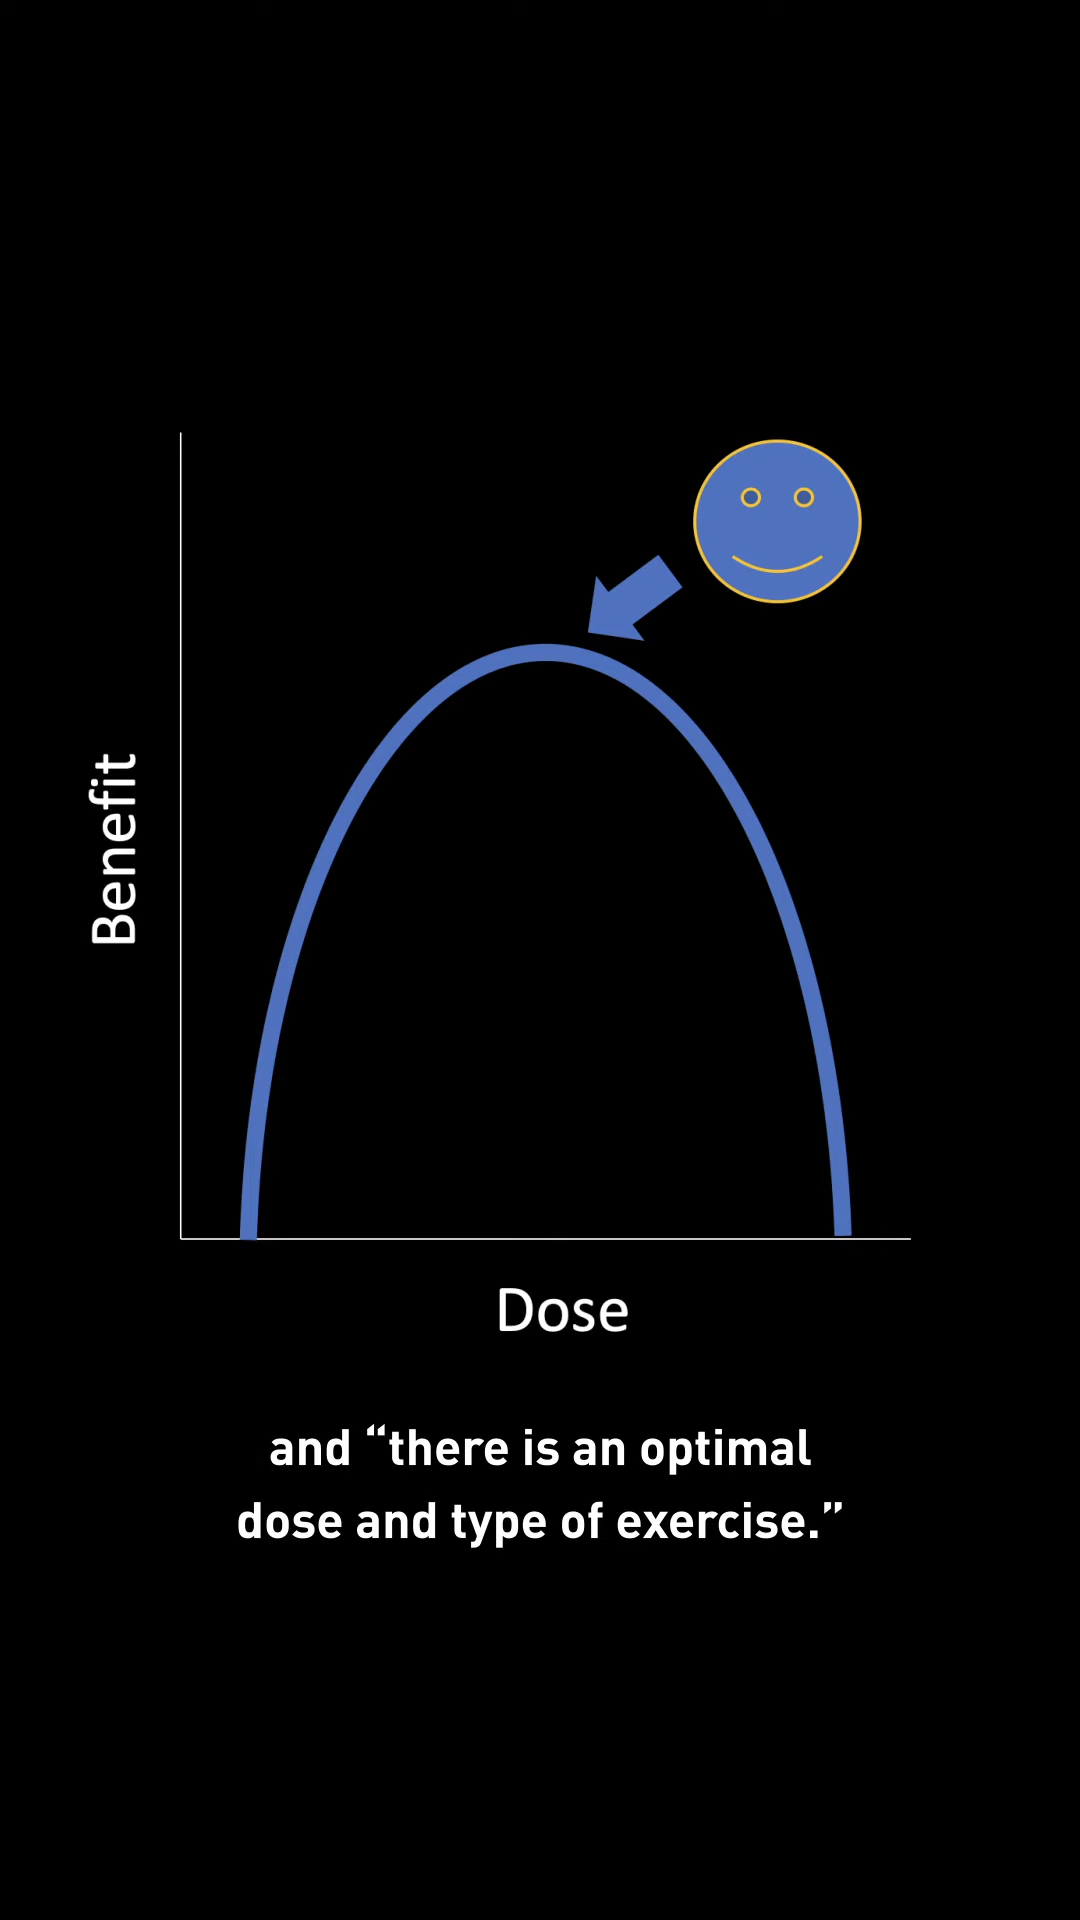 Benefit
Dose
and “there is an optimal
dose and type of exercise.”